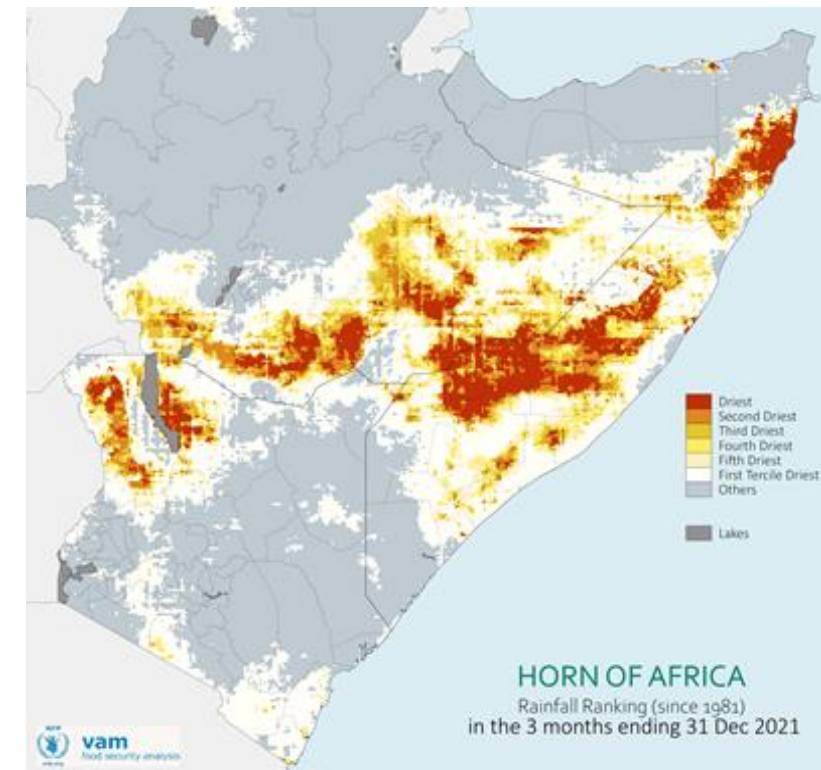 Driest
Second Driest
Third Driest
Fourth Driest
Fifth Driest
First Tercile Driest
Others
Lakes
HORN OF AFRICA
Rainfall Ranking (since 1981)
in the 3 months ending 31 Dec 2021
vam
food security analysis